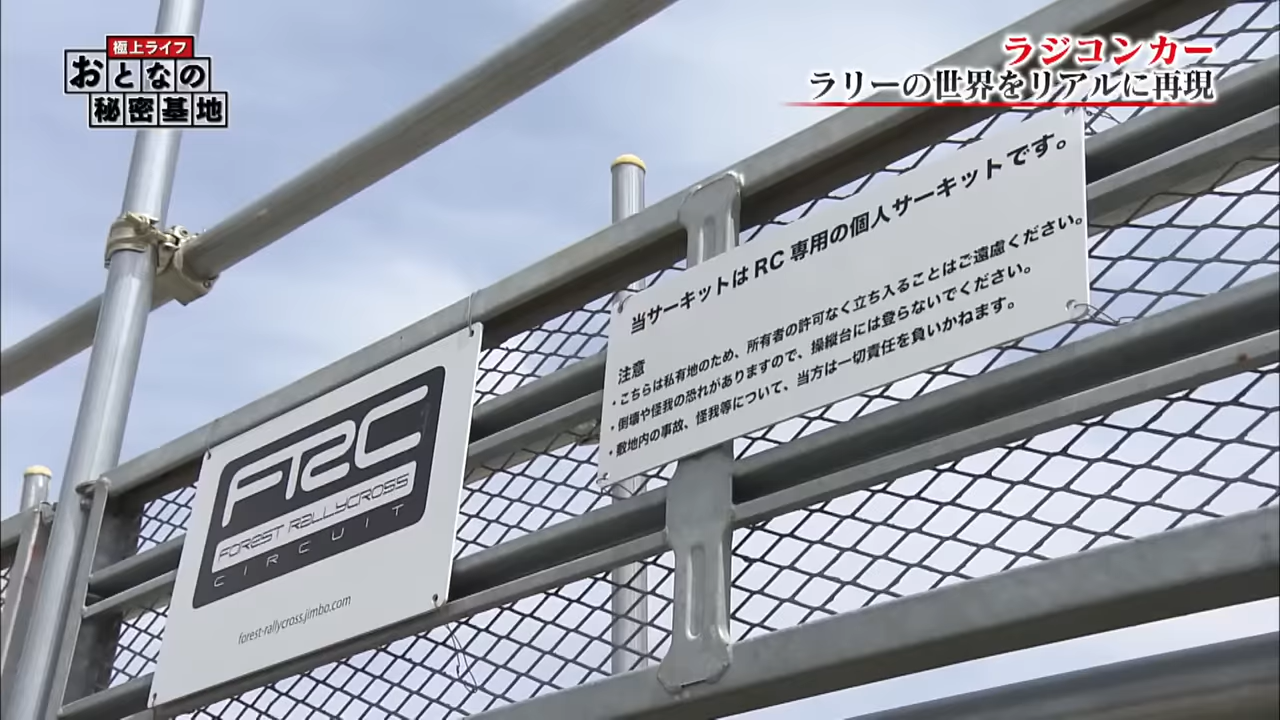 極上ライフ
おとなの
秘密基地
ラジコンカー
ラリーの世界をリアルに再現
当サーキットはRC専用の個人サーキットです。
注意
・こちらは私有地のため、所有者の許可なく立ち入ることはご遠慮ください。
・倒壊や怪我の恐れがありますので、操縦台には登らないでください。
・敷地内の事故、怪我等について、当方は一切責任を負いかねます。
FRC
FOREST RALLYCROSS
CIRCUIT
forest-rallycross.jimbo.com